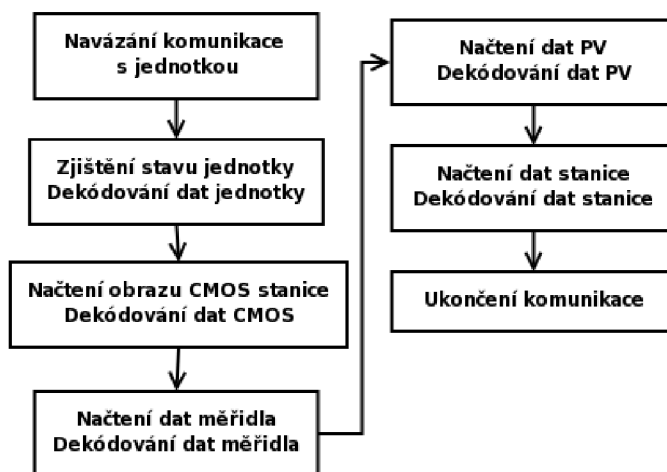 Navázání komunikace
s jednotkou
Zjištění stavu jednotky
Dekódování dat jednotky
Načtení obrazu CMOS stanice
Dekódování dat CMOS
Načtení dat měřidla
Dekódování dat měřidla
Načtení dat PV
Dekódování dat PV
Načtení dat stanice
Dekódování dat stanice
Ukončení komunikace